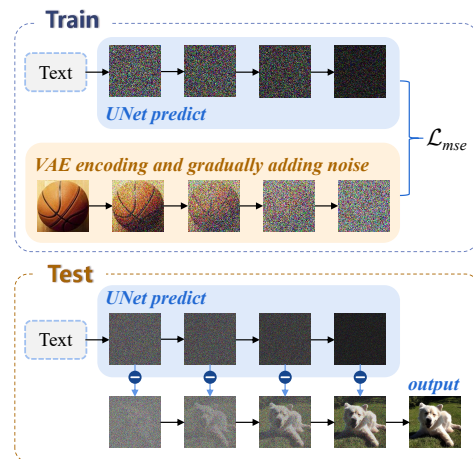 Train
Text
UNet predict
ℒmse
VAE encoding and gradually adding noise
Test
UNet predict
Text
output